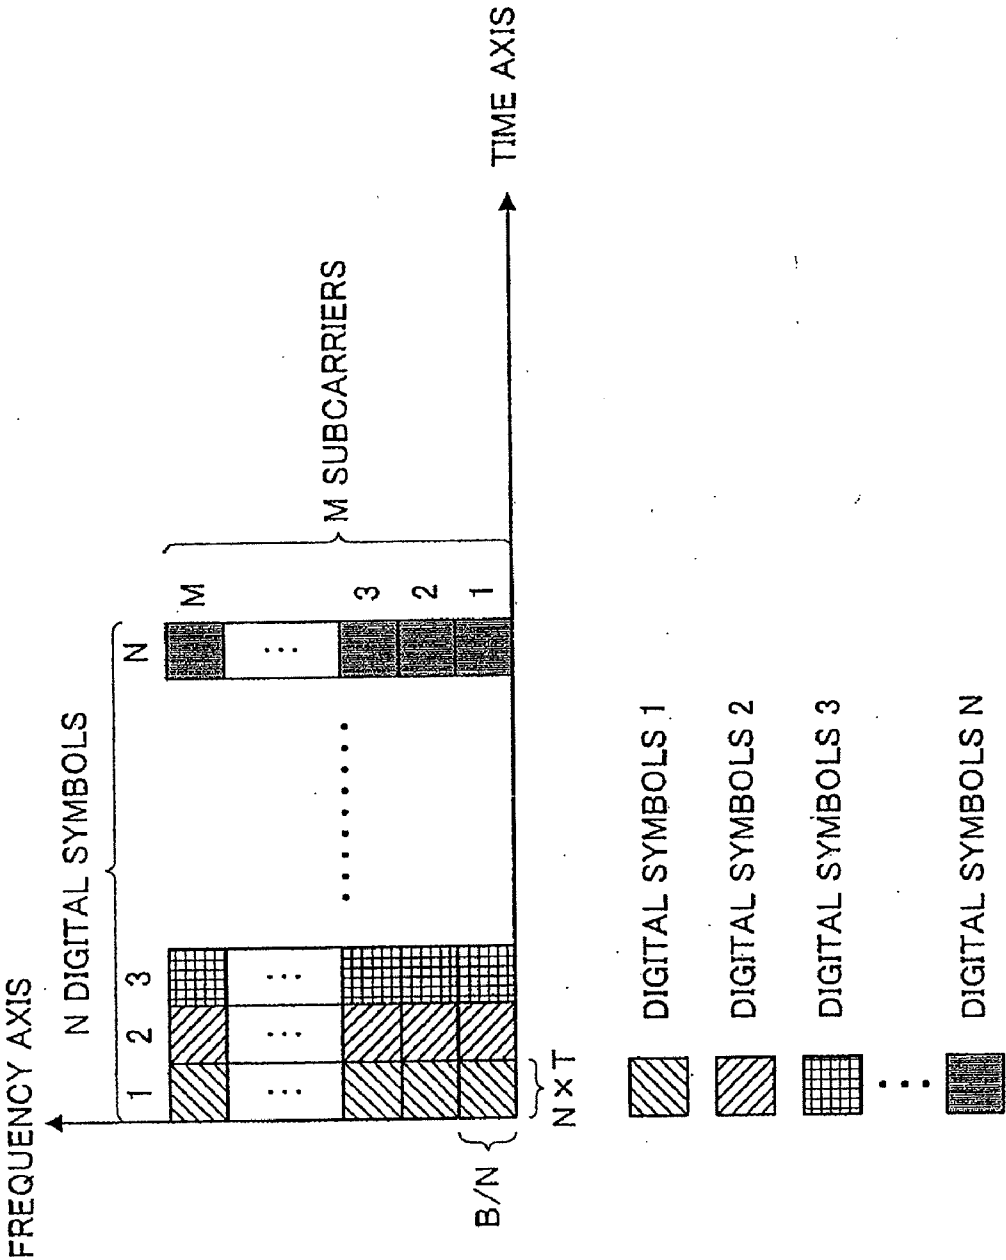 FREQUENCY AXIS
N DIGITAL SYMBOLS
1 2 3 N
M
...
... ... ...
3
2
1
M SUBCARRIERS
..........
B/N
N×T
TIME AXIS
DIGITAL SYMBOLS 1
DIGITAL SYMBOLS 2
DIGITAL SYMBOLS 3
...
DIGITAL SYMBOLS N